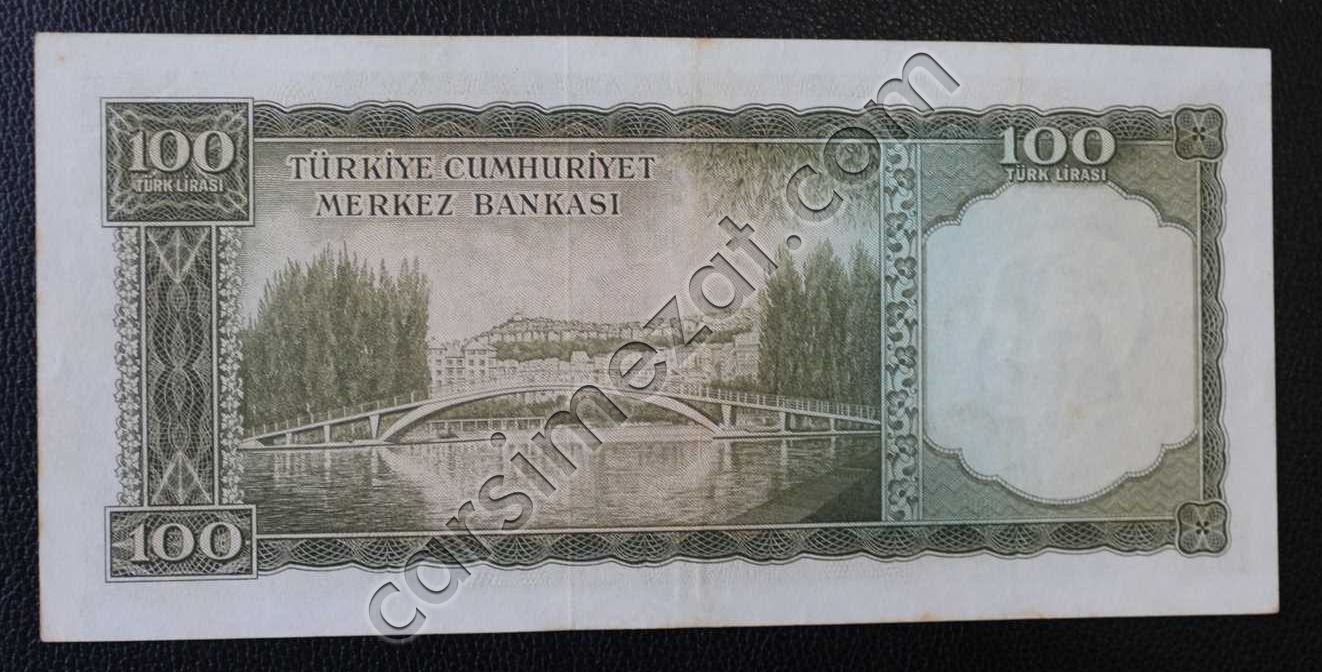 100
TÜRK LİRASI
TÜRKİYE CUMHURİYET
MERKEZ BANKASI
100
TÜRK LİRASI
100
carsimezat.com